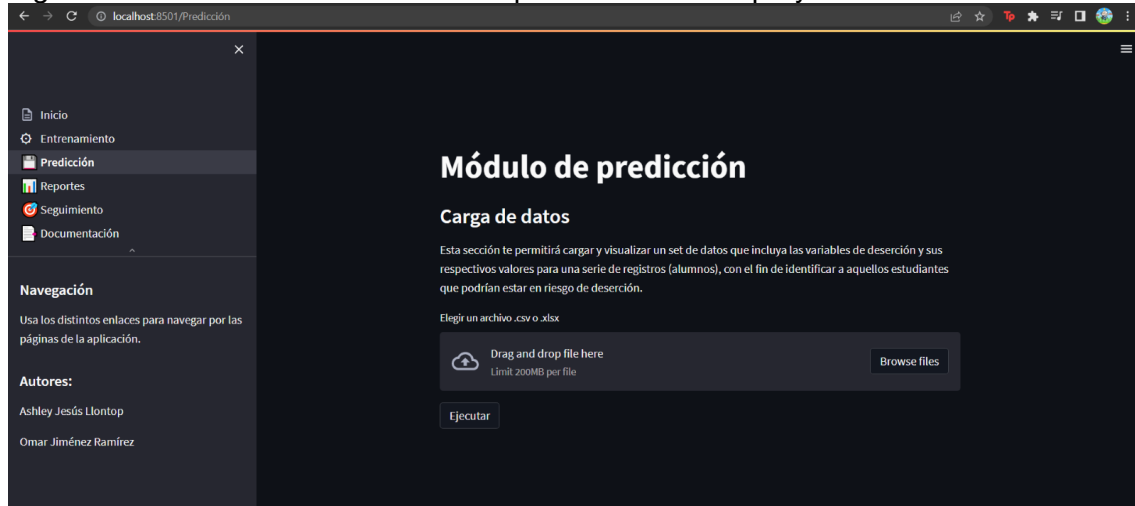 localhost:8501/Predicción
Inicio
Entrenamiento
Predicción
Reportes
Seguimiento
Documentación
Navegación
Usa los distintos enlaces para navegar por las
páginas de la aplicación.
Autores:
Ashley Jesús Llontop
Omar Jiménez Ramírez
Módulo de predicción
Carga de datos
Esta sección te permitirá cargar y visualizar un set de datos que incluya las variables de deserción y sus
respectivos valores para una serie de registros (alumnos), con el fin de identificar a aquellos estudiantes
que podrían estar en riesgo de deserción.
Elegir un archivo .csv o .xlsx
Drag and drop file here
Limit 200MB per file
Browse files
Ejecutar